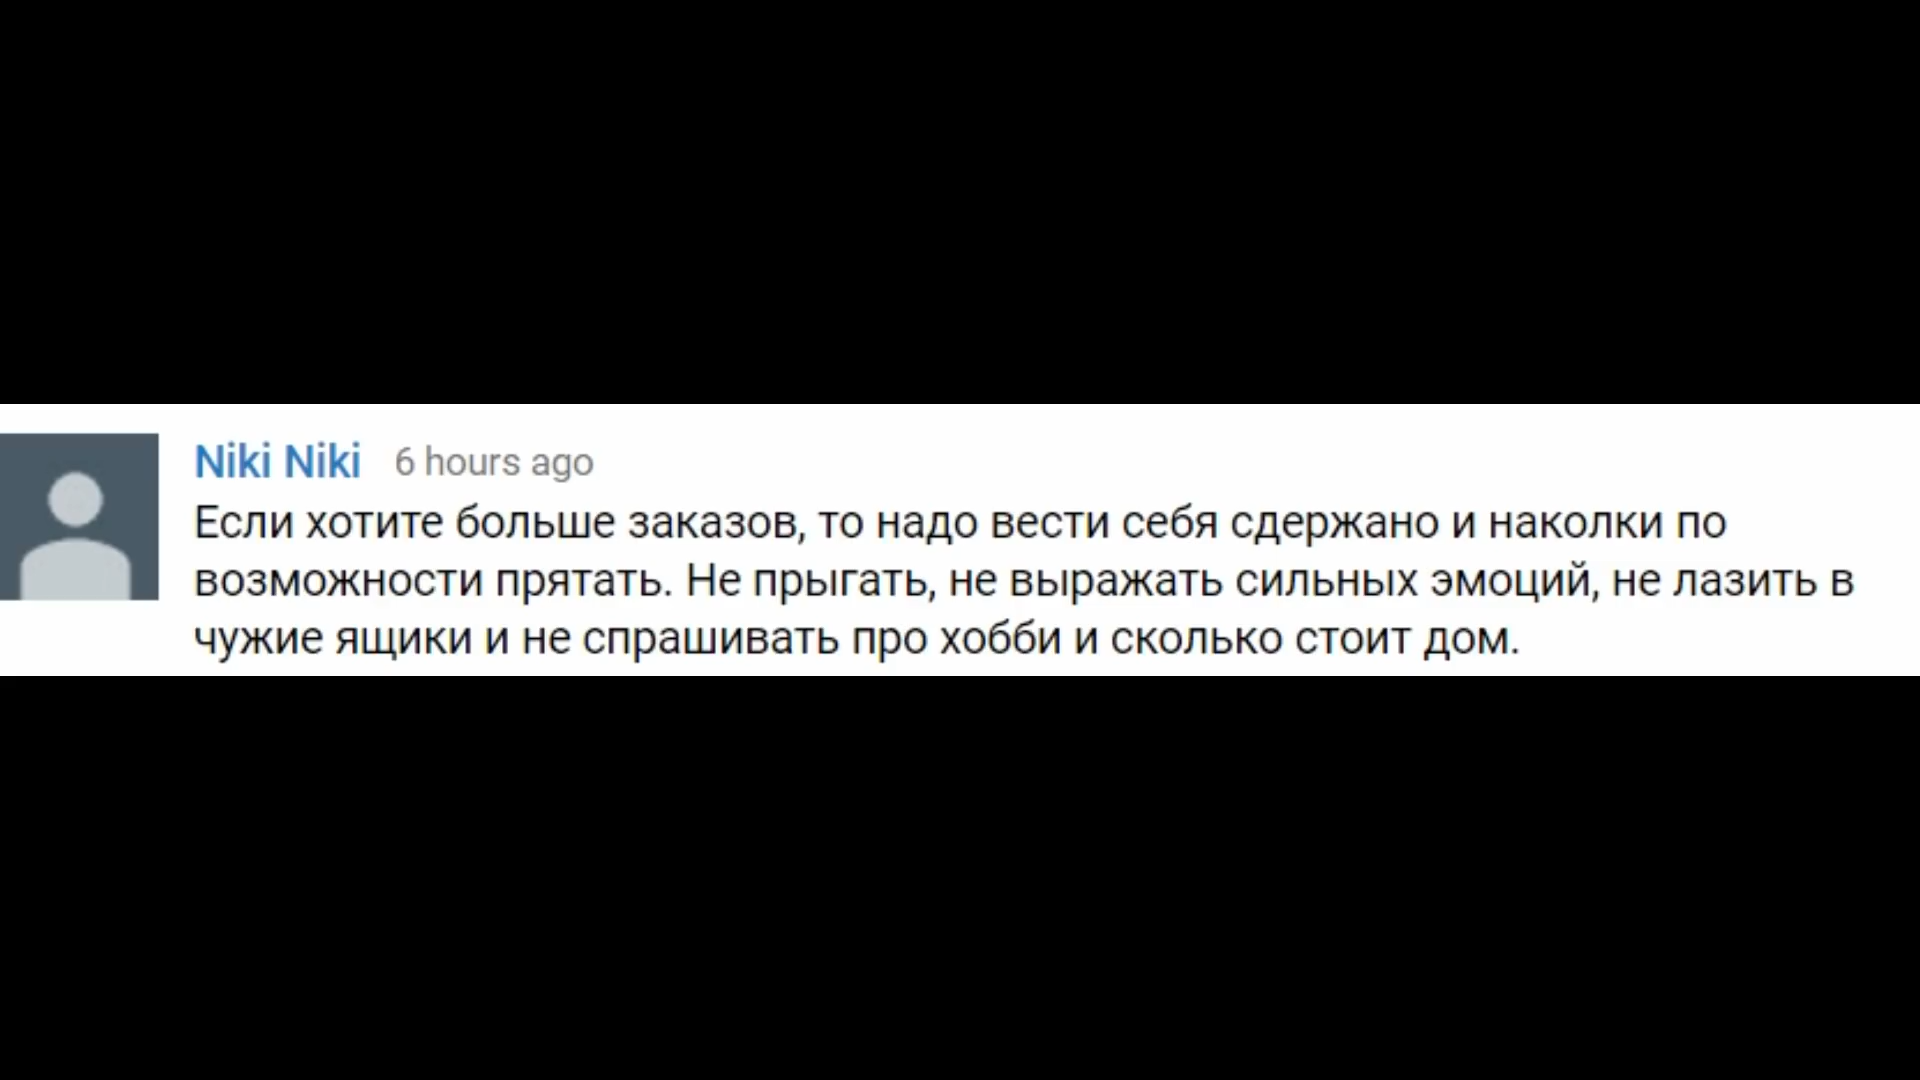 Niki Niki 6 hours ago
Если хотите больше заказов, то надо вести себя сдержано и наколки по
возможности прятать. Не прыгать, не выражать сильных эмоций, не лазить в
чужие ящики и не спрашивать про хобби и сколько стоит дом.